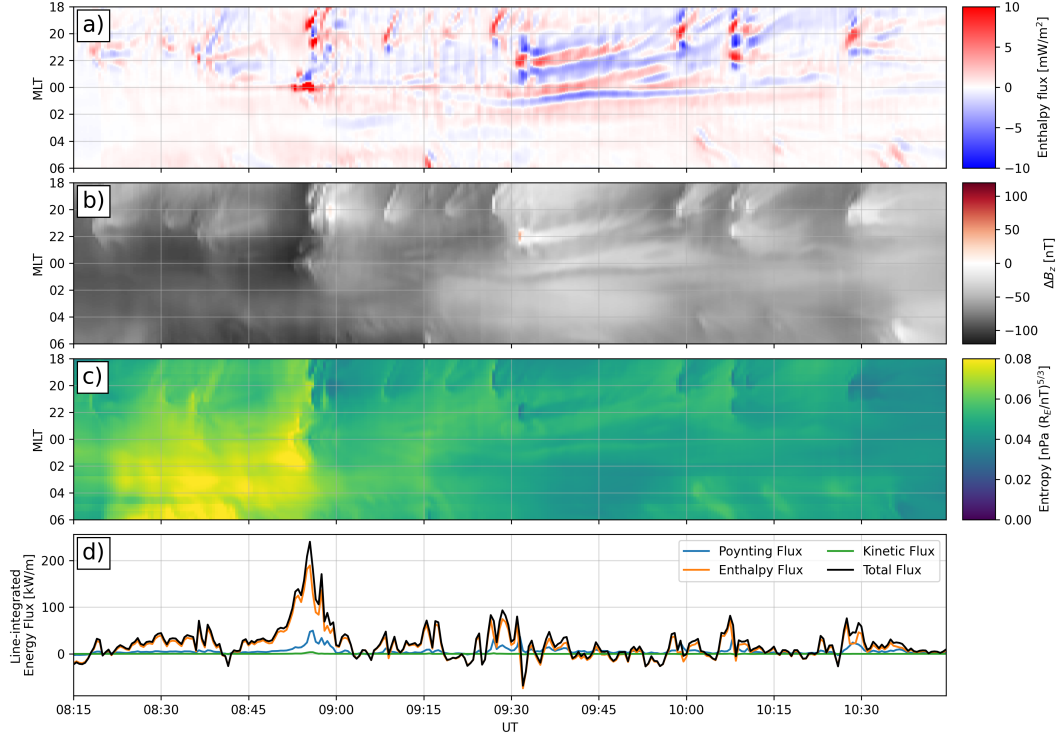 a)
18
20
22
00
02
04
06
MLT
10
5
0
−5
−10
Enthalpy flux [mW/m²]
b)
18
20
22
00
02
04
06
MLT
100
50
0
−50
−100
ΔB_z [nT]
c)
18
20
22
00
02
04
06
MLT
0.08
0.06
0.04
0.02
0.00
Entropy [nPa (R_E/nT)^5/3]
d)
200
100
0
Line-integrated
Energy Flux [kW/m]
Poynting Flux
Kinetic Flux
Enthalpy Flux
Total Flux
08:15
08:30
08:45
09:00
09:15
09:30
09:45
10:00
10:15
10:30
UT